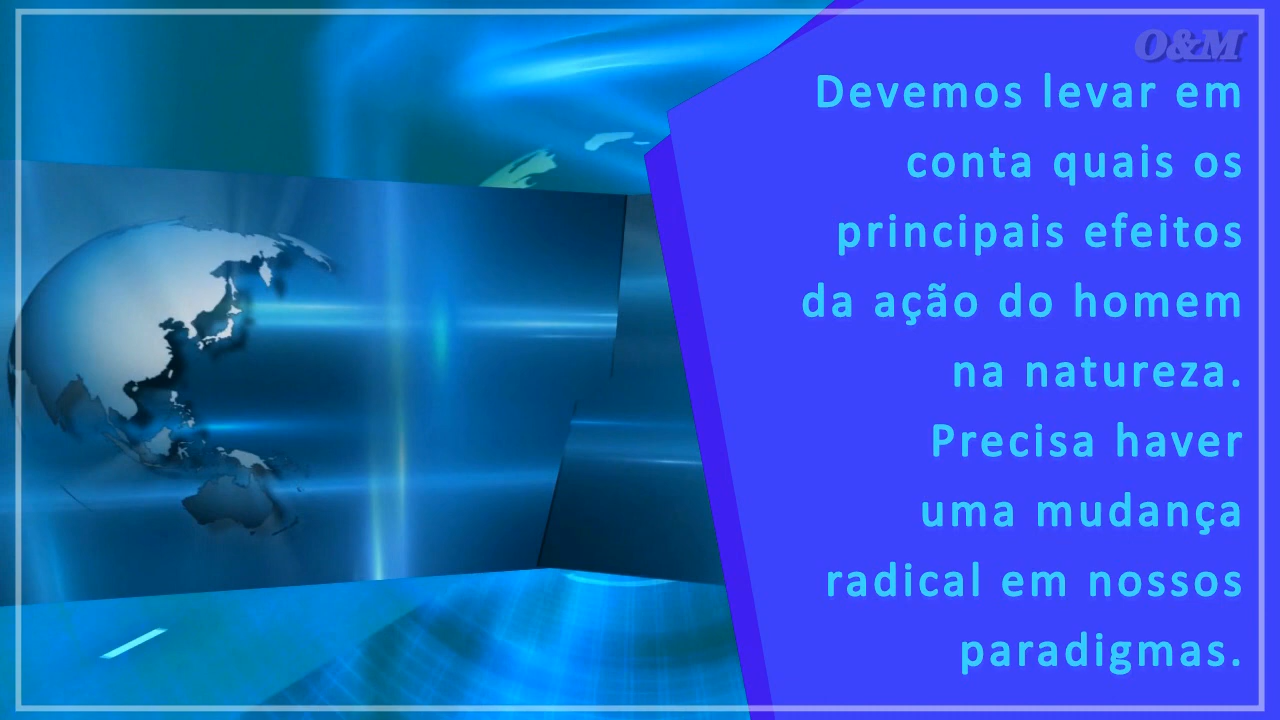 O&M
Devemos levar em
conta quais os
principais efeitos
da ação do homem
na natureza.
Precisa haver
uma mudança
radical em nossos
paradigmas.